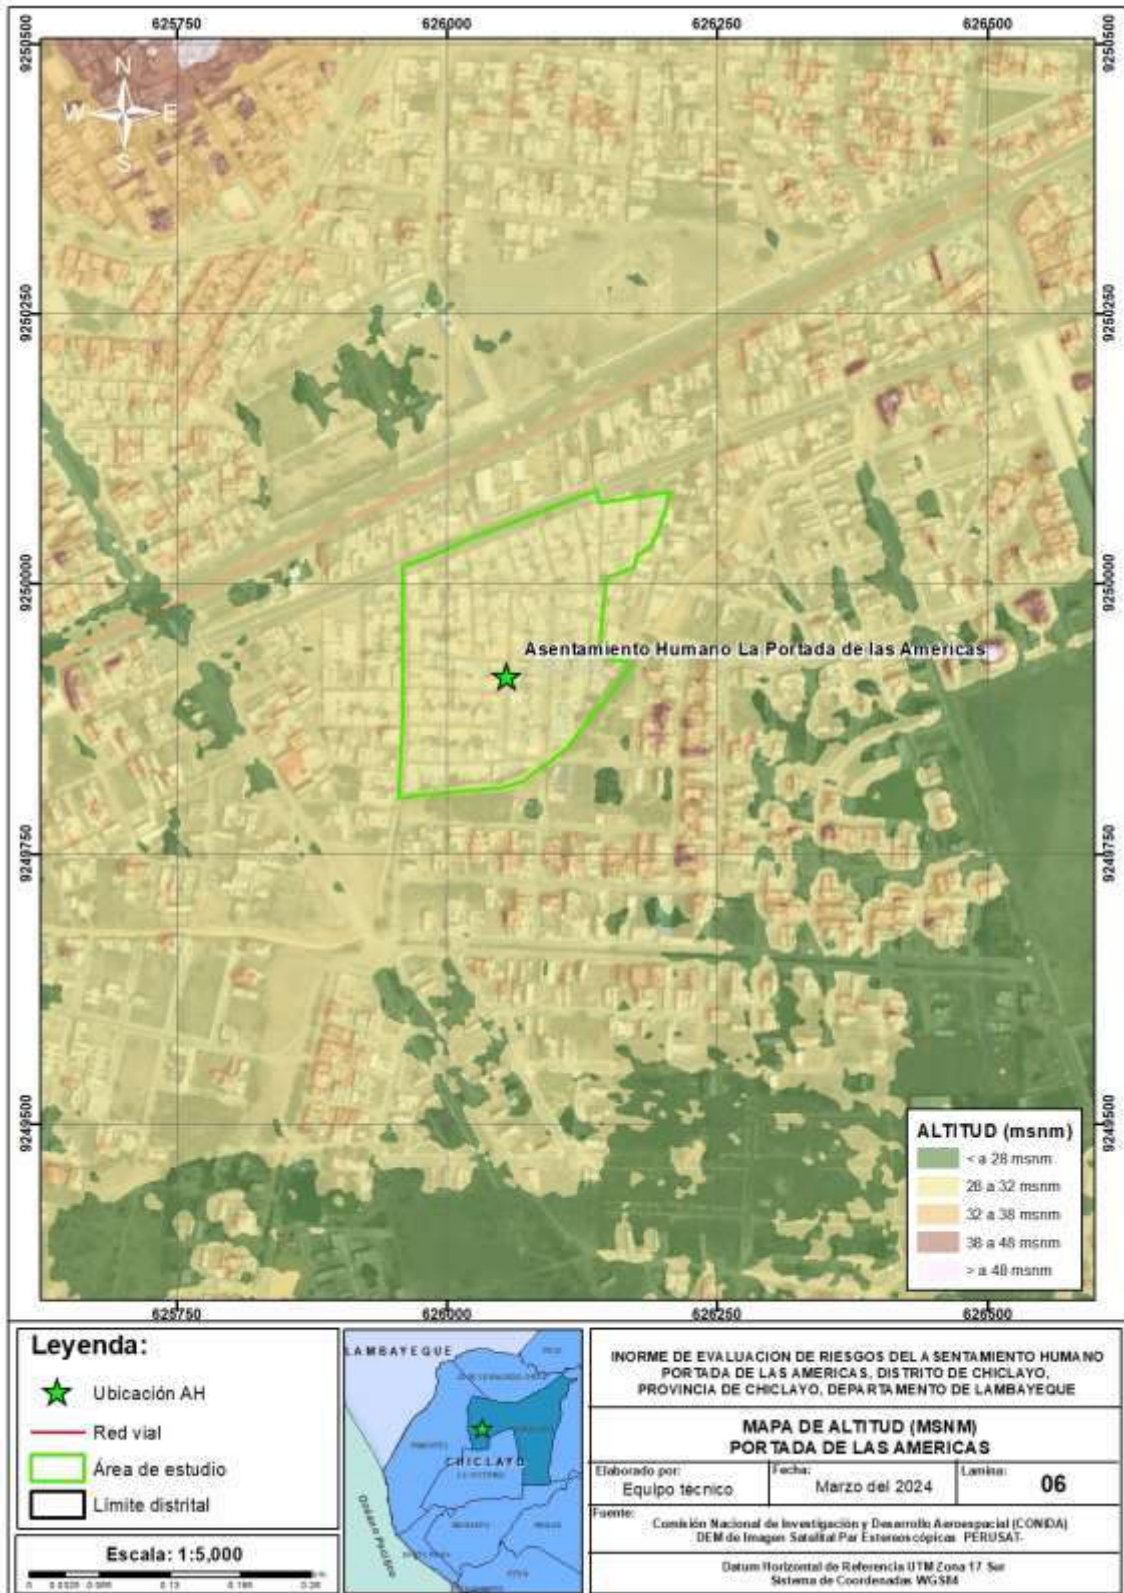 625750 626000 626250 626500
9250500 9250500
N
W E
S
9250250 9250250
9250000 9250000
Asentamiento Humano La Portada de las Americas
9249750 9249750
9249500 9249500
ALTITUD (msnm)
< a 28 msnm
28 a 32 msnm
32 a 38 msnm
38 a 48 msnm
> a 48 msnm
625750 626000 626250 626500
Leyenda:
Ubicación AH
Red vial
Área de estudio
Límite distrital
Escala: 1:5,000
LAMBAYEQUE
CHICLAYO
Océano Pacífico
INORME DE EVALUACION DE RIESGOS DEL ASENTAMIENTO HUMANO
PORTADA DE LAS AMERICAS, DISTRITO DE CHICLAYO,
PROVINCIA DE CHICLAYO, DEPARTAMENTO DE LAMBAYEQUE
MAPA DE ALTITUD (MSNM)
PORTADA DE LAS AMERICAS
Elaborado por:
Equipo técnico
Fecha:
Marzo del 2024
Lamina:
06
Fuente:
Comisión Nacional de Investigación y Desarrollo Aeroespacial (CONIDA)
DEM de Imagen Satelital Par Estereoscópicas PERUSAT-
Datum Horizontal de Referencia UTM Zona 17 Sur
Sistema de Coordenadas WGS84